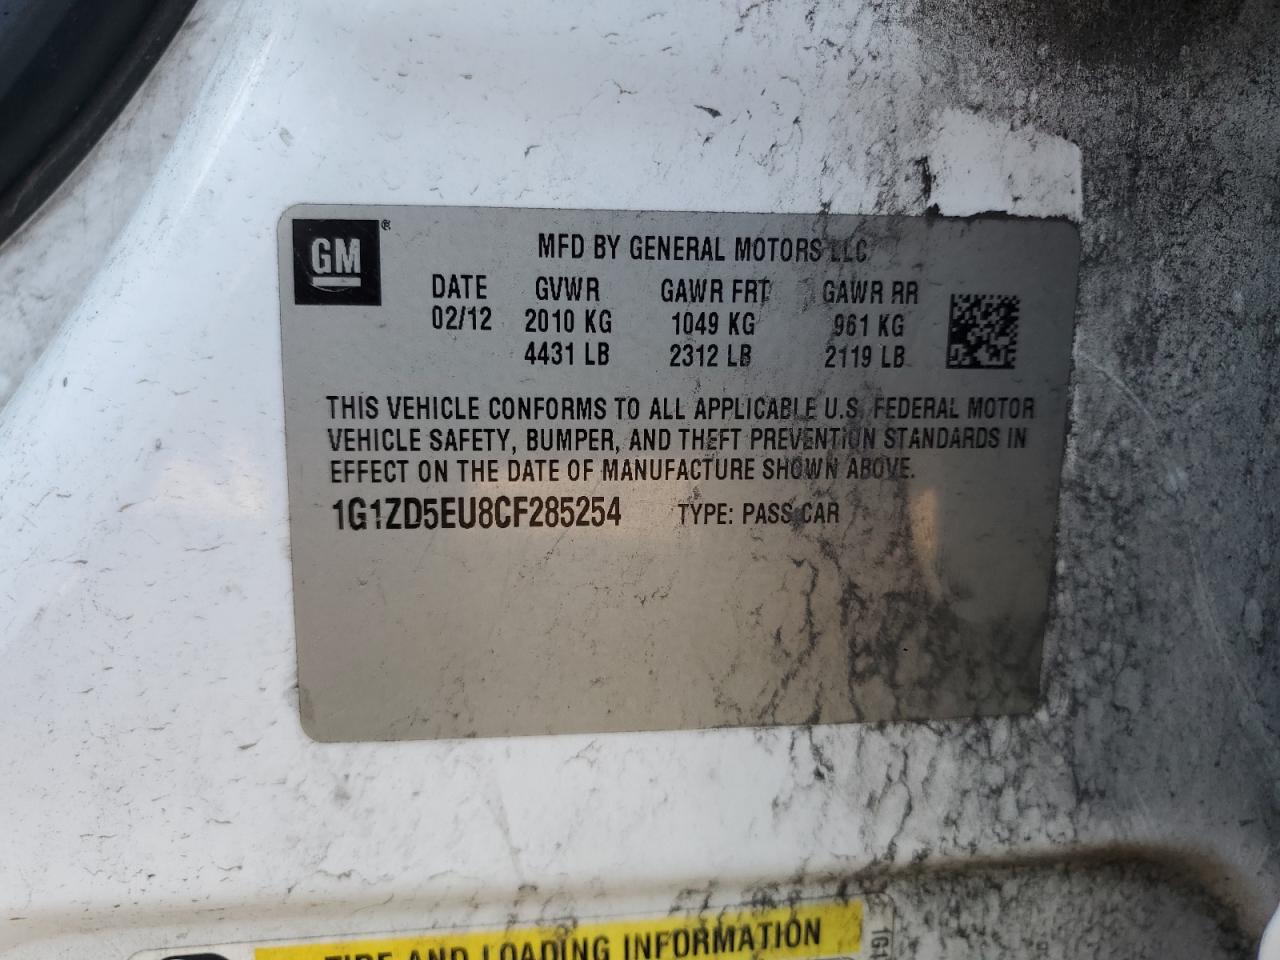 GM®
MFD BY GENERAL MOTORS LLC
DATE GVWR GAWR FRT GAWR RR
02/12 2010 KG 1049 KG 961 KG
4431 LB 2312 LB 2119 LB
THIS VEHICLE CONFORMS TO ALL APPLICABLE U.S. FEDERAL MOTOR
VEHICLE SAFETY, BUMPER, AND THEFT PREVENTION STANDARDS IN
EFFECT ON THE DATE OF MANUFACTURE SHOWN ABOVE.
1G1ZD5EU8CF285254 TYPE: PASS CAR
TIRE AND LOADING INFORMATION